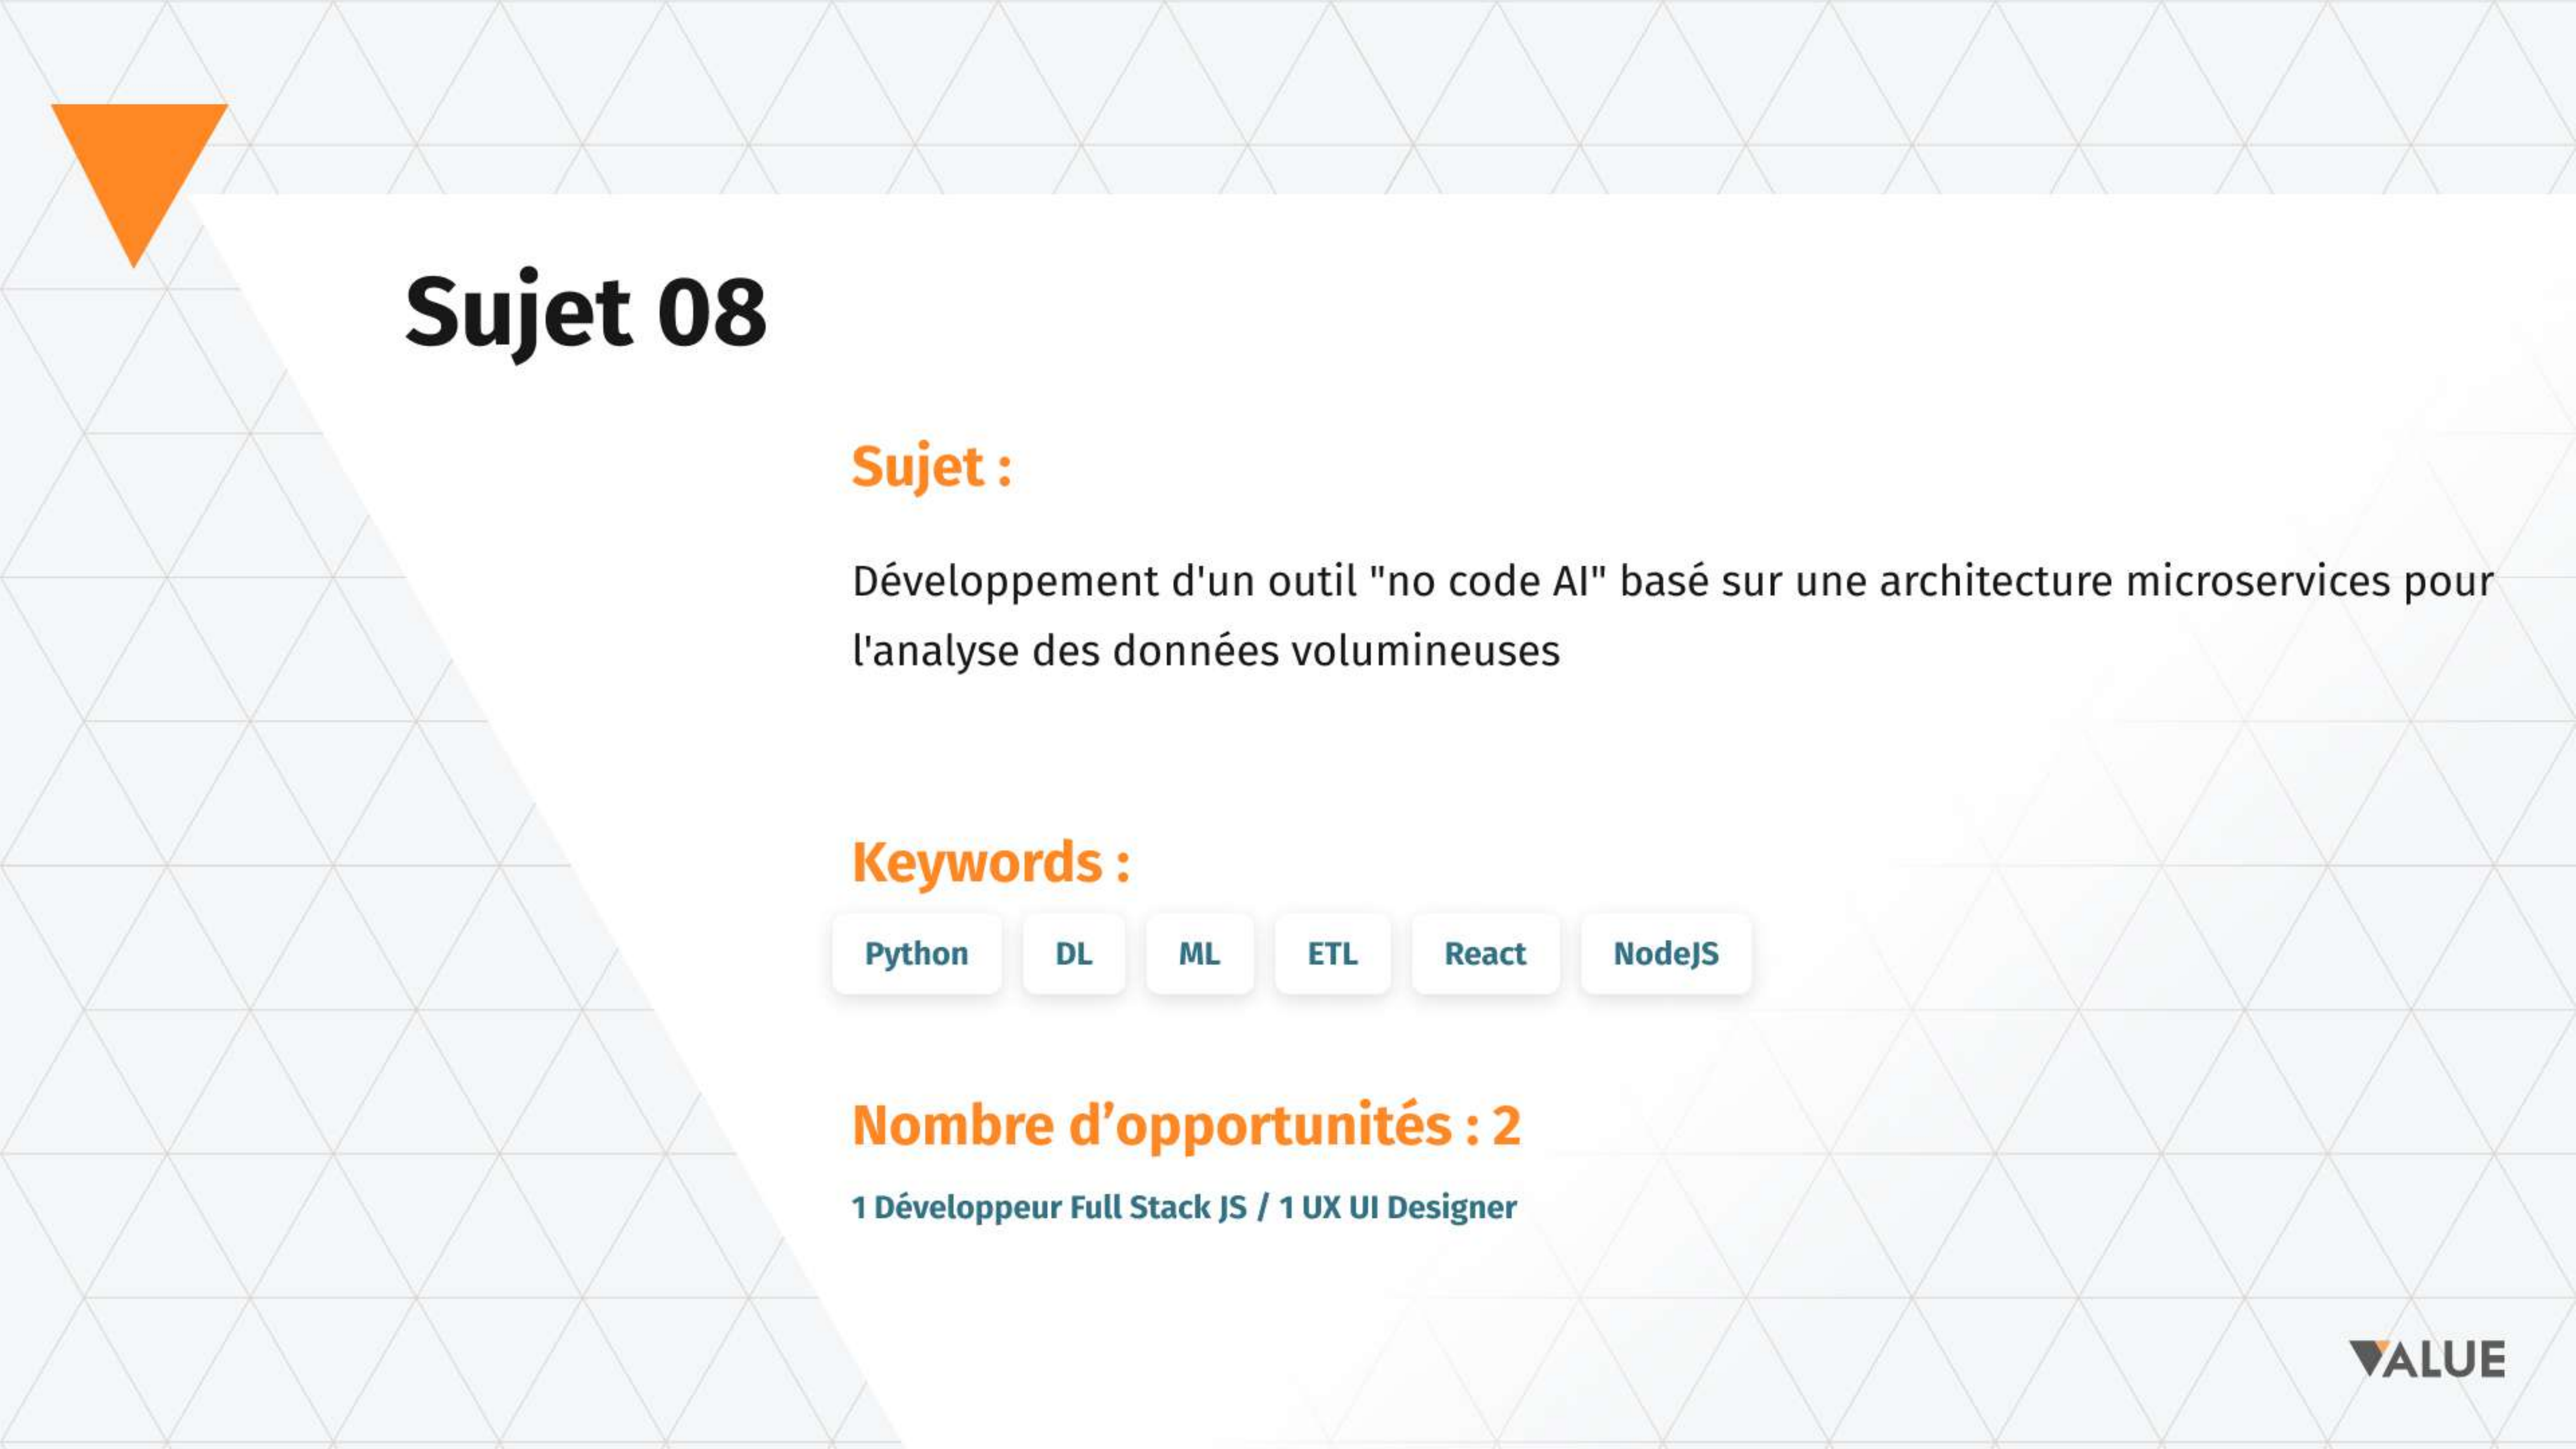 Sujet 08
Sujet :
Développement d'un outil "no code AI" basé sur une architecture microservices pour
l'analyse des données volumineuses
Keywords :
Python DL ML ETL React NodeJS
Nombre d’opportunités : 2
1 Développeur Full Stack JS / 1 UX UI Designer
VALUE